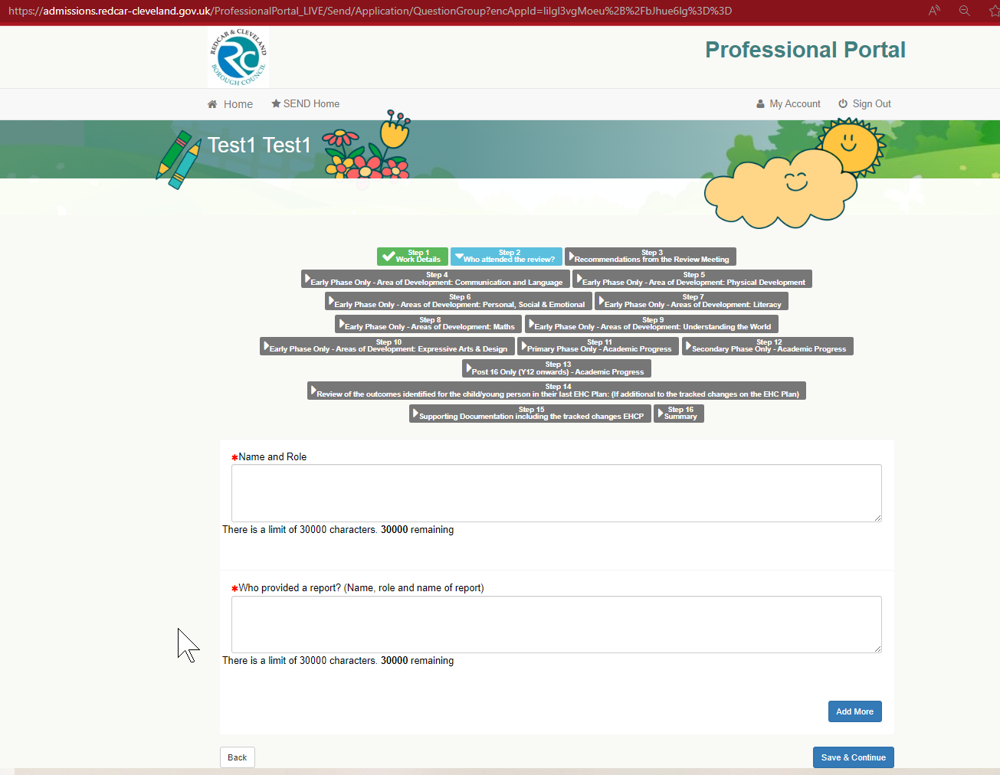 https://admissions.redcar-cleveland.gov.uk/ProfessionalPortal_LIVE/Send/Application/QuestionGroup?encAppId=Iilgl3vgMoeu%2B%2FbJhue6Ig%3D%3D
REDCAR & CLEVELAND
RC
BOROUGH COUNCIL
Professional Portal
Home
SEND Home
My Account
Sign Out
Test1 Test1
Step 1
Work Details
Step 2
Who attended the review?
Step 3
Recommendations from the Review Meeting
Step 4
Early Phase Only - Area of Development: Communication and Language
Step 5
Early Phase Only - Areas of Development: Physical Development
Step 6
Early Phase Only - Areas of Development: Personal, Social & Emotional
Step 7
Early Phase Only - Areas of Development: Literacy
Step 8
Early Phase Only - Areas of Development: Maths
Step 9
Early Phase Only - Areas of Development: Understanding the World
Step 10
Early Phase Only - Areas of Development: Expressive Arts & Design
Step 11
Primary Phase Only - Academic Progress
Step 12
Secondary Phase Only - Academic Progress
Step 13
Post 16 Only (Y12 onwards) - Academic Progress
Step 14
Review of the outcomes identified for the child/young person in their last EHC Plan: (If additional to the tracked changes on the EHC Plan)
Step 15
Supporting Documentation including the tracked changes EHCP
Step 16
Summary
*Name and Role
There is a limit of 30000 characters. 30000 remaining
*Who provided a report? (Name, role and name of report)
There is a limit of 30000 characters. 30000 remaining
Add More
Back
Save & Continue